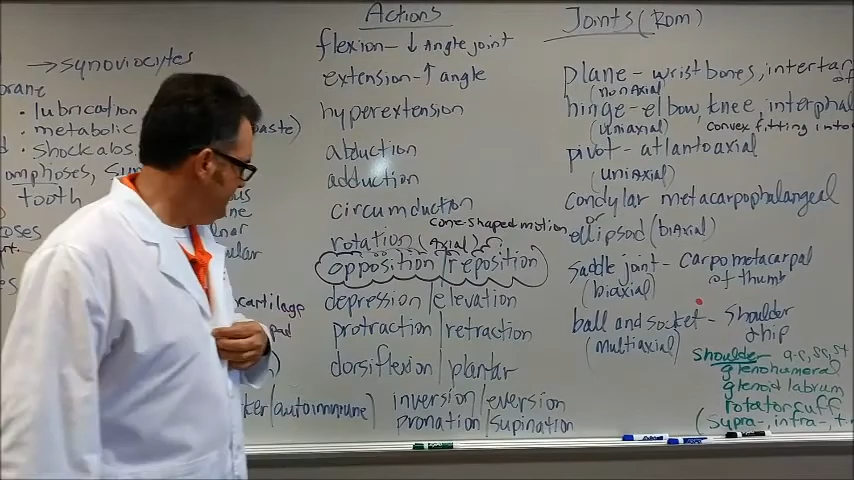 → synoviocytes
• lubrication
• metabolic
• shock abs
tooth
cartilage
(autoimmune)
Actions
flexion - ↓ Angle joint
extension - ↑ angle
hyperextension
abduction
adduction
circumduction
cone-shaped motion
rotation (axial)
opposition/reposition
depression/elevation
protraction/retraction
dorsiflexion/plantar
inversion/eversion
pronation/supination
Joints (ROM)
plane - wrist bones,
(nonaxial)
hinge - elbow, knee, interphal
(uniaxial) convex fitting into
pivot - atlantoaxial
(uniaxial)
condylar metacarpophalangeal
or
ellipsod (biaxial)
saddle joint - carpometacarpal
(biaxial) of thumb
ball and socket - shoulder
(multiaxial) & hip
Shoulder
glenohumeral
glenoid labrum
rotator cuff
(supra-, infra-, t